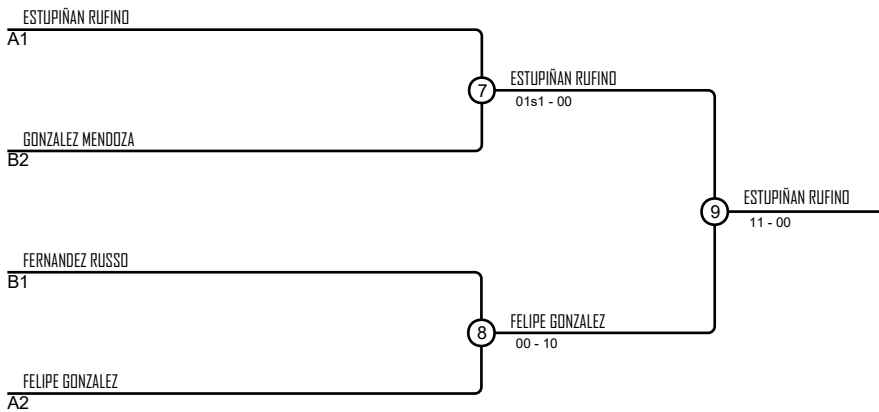 ESTUPIÑAN RUFINO
A1
7
ESTUPIÑAN RUFINO
01s1 - 00
GONZALEZ MENDOZA
B2
9
ESTUPIÑAN RUFINO
11 - 00
FERNANDEZ RUSSO
B1
8
FELIPE GONZALEZ
00 - 10
FELIPE GONZALEZ
A2